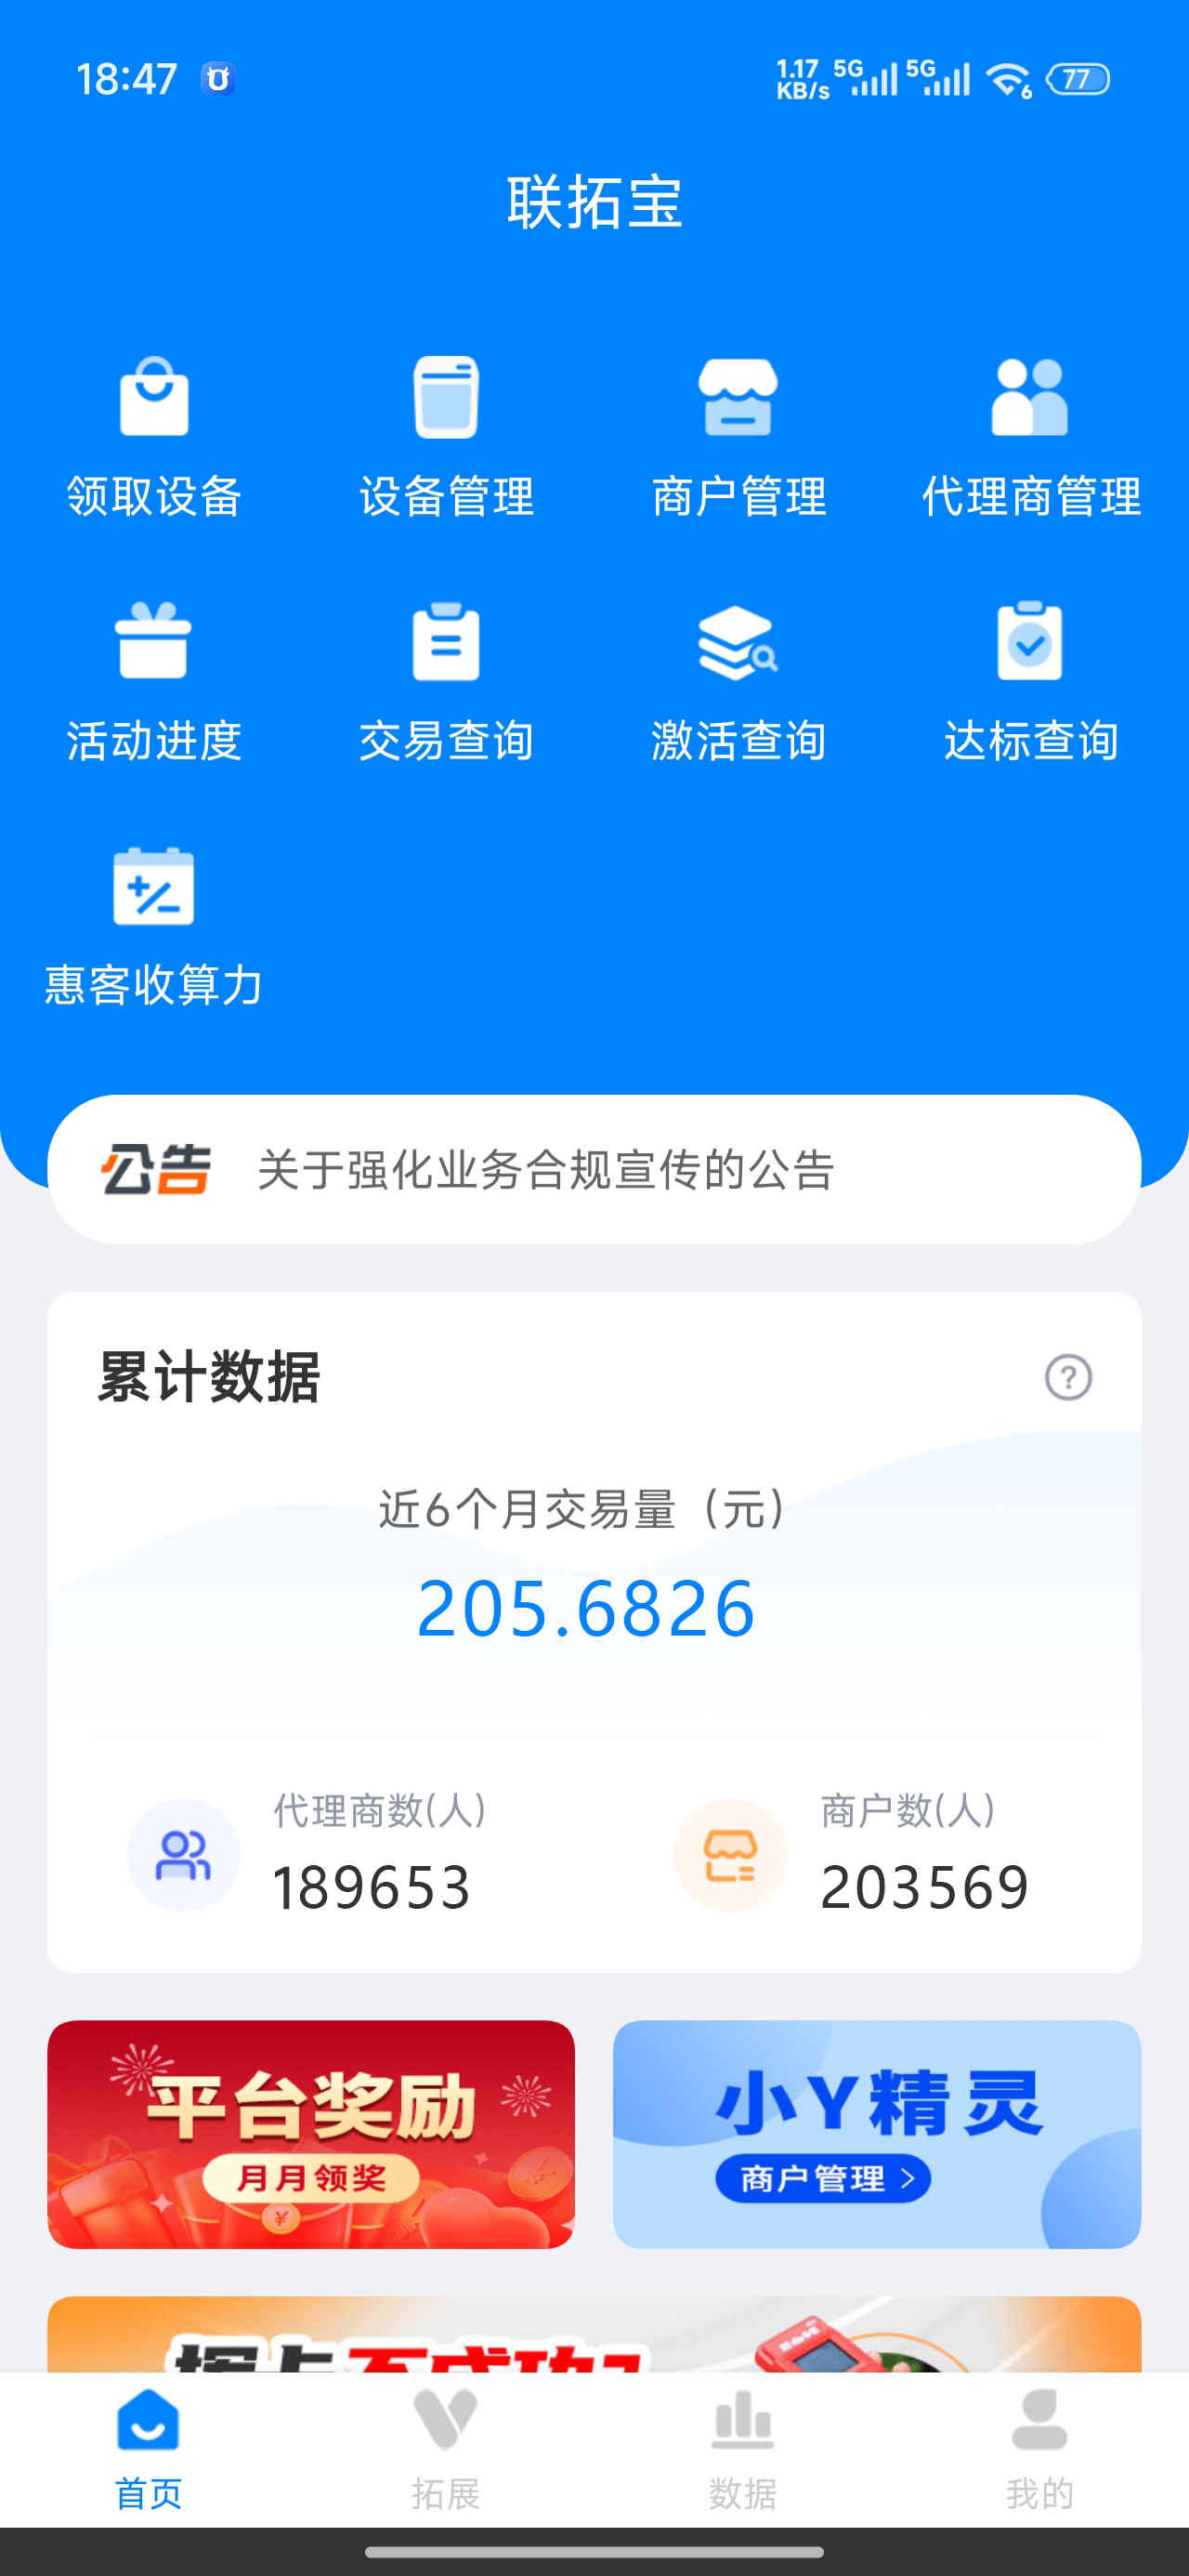 18:47
1.17 KB/s 5G 5G 6 77
联拓宝
领取设备 设备管理 商户管理 代理商管理
活动进度 交易查询 激活查询 达标查询
惠客收算力
公告 关于强化业务合规宣传的公告
累计数据 ?
近6个月交易量（元）
205.6826
代理商数(人) 商户数(人)
189653 203569
平台奖励 小Y精灵
月月领奖 商户管理 >
¥
首页 拓展 数据 我的